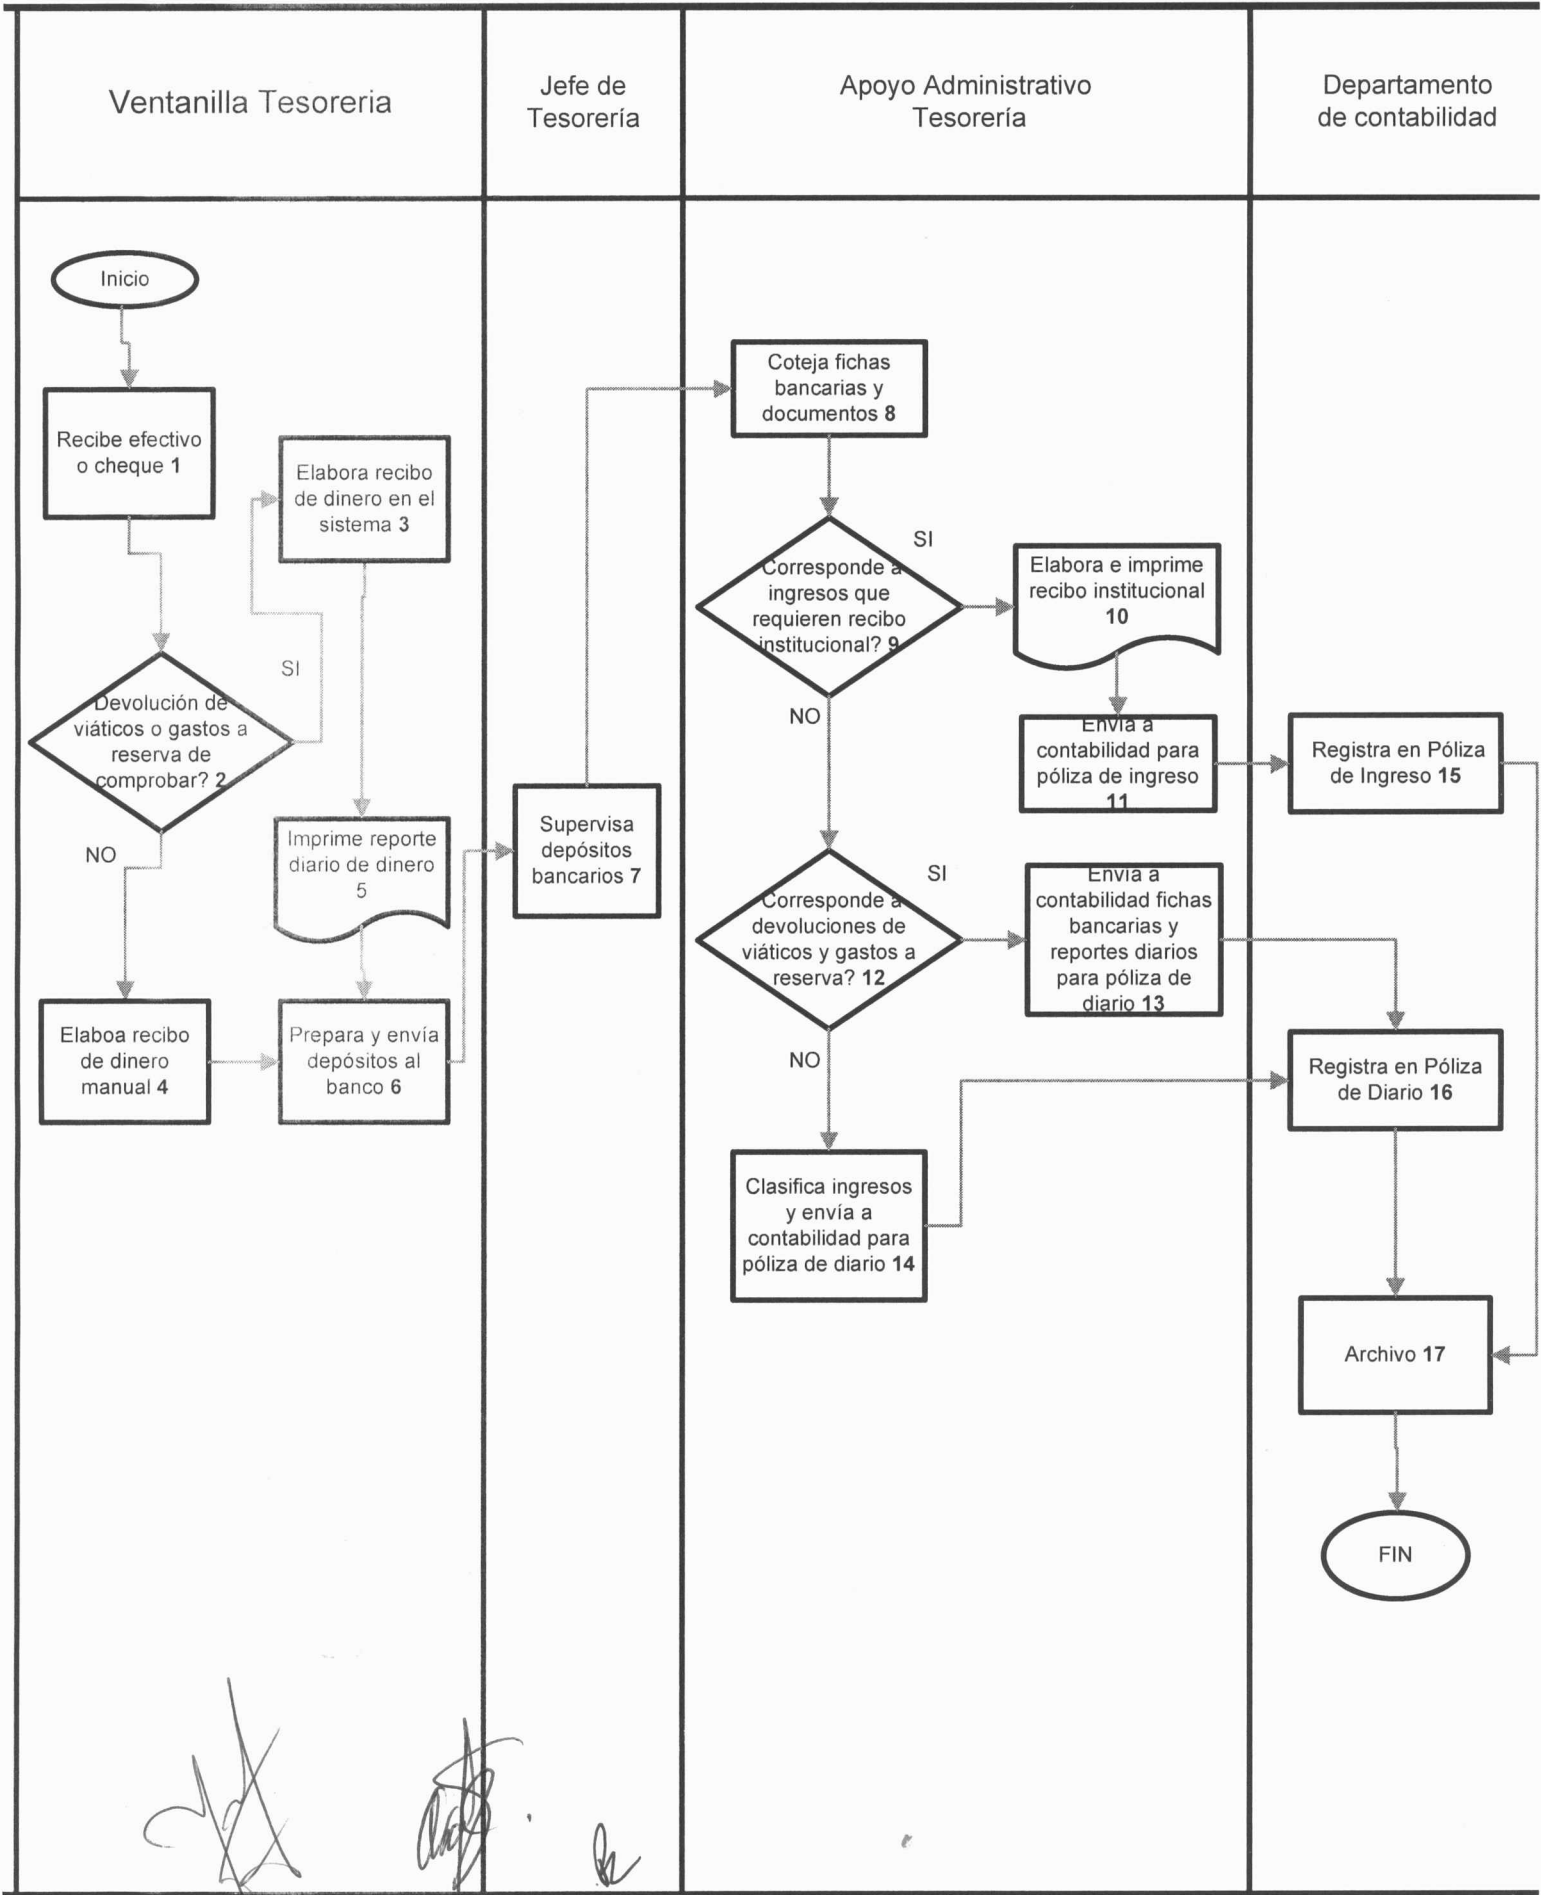 Ventanilla Tesoreria
Jefe de
Tesorería
Apoyo Administrativo
Tesorería
Departamento
de contabilidad
Inicio
Recibe efectivo
o cheque 1
Devolución de
viáticos o gastos a
reserva de
comprobar? 2
SI
NO
Elabora recibo
de dinero en el
sistema 3
Elaboa recibo
de dinero
manual 4
Imprime reporte
diario de dinero
5
Prepara y envía
depósitos al
banco 6
Supervisa
depósitos
bancarios 7
Coteja fichas
bancarias y
documentos 8
Corresponde a
ingresos que
requieren recibo
institucional? 9
SI
NO
Elabora e imprime
recibo institucional
10
Envía a
contabilidad para
póliza de ingreso
11
Corresponde a
devoluciones de
viáticos y gastos a
reserva? 12
SI
NO
Envía a
contabilidad fichas
bancarias y
reportes diarios
para póliza de
diario 13
Clasifica ingresos
y envía a
contabilidad para
póliza de diario 14
Registra en Póliza
de Ingreso 15
Registra en Póliza
de Diario 16
Archivo 17
FIN